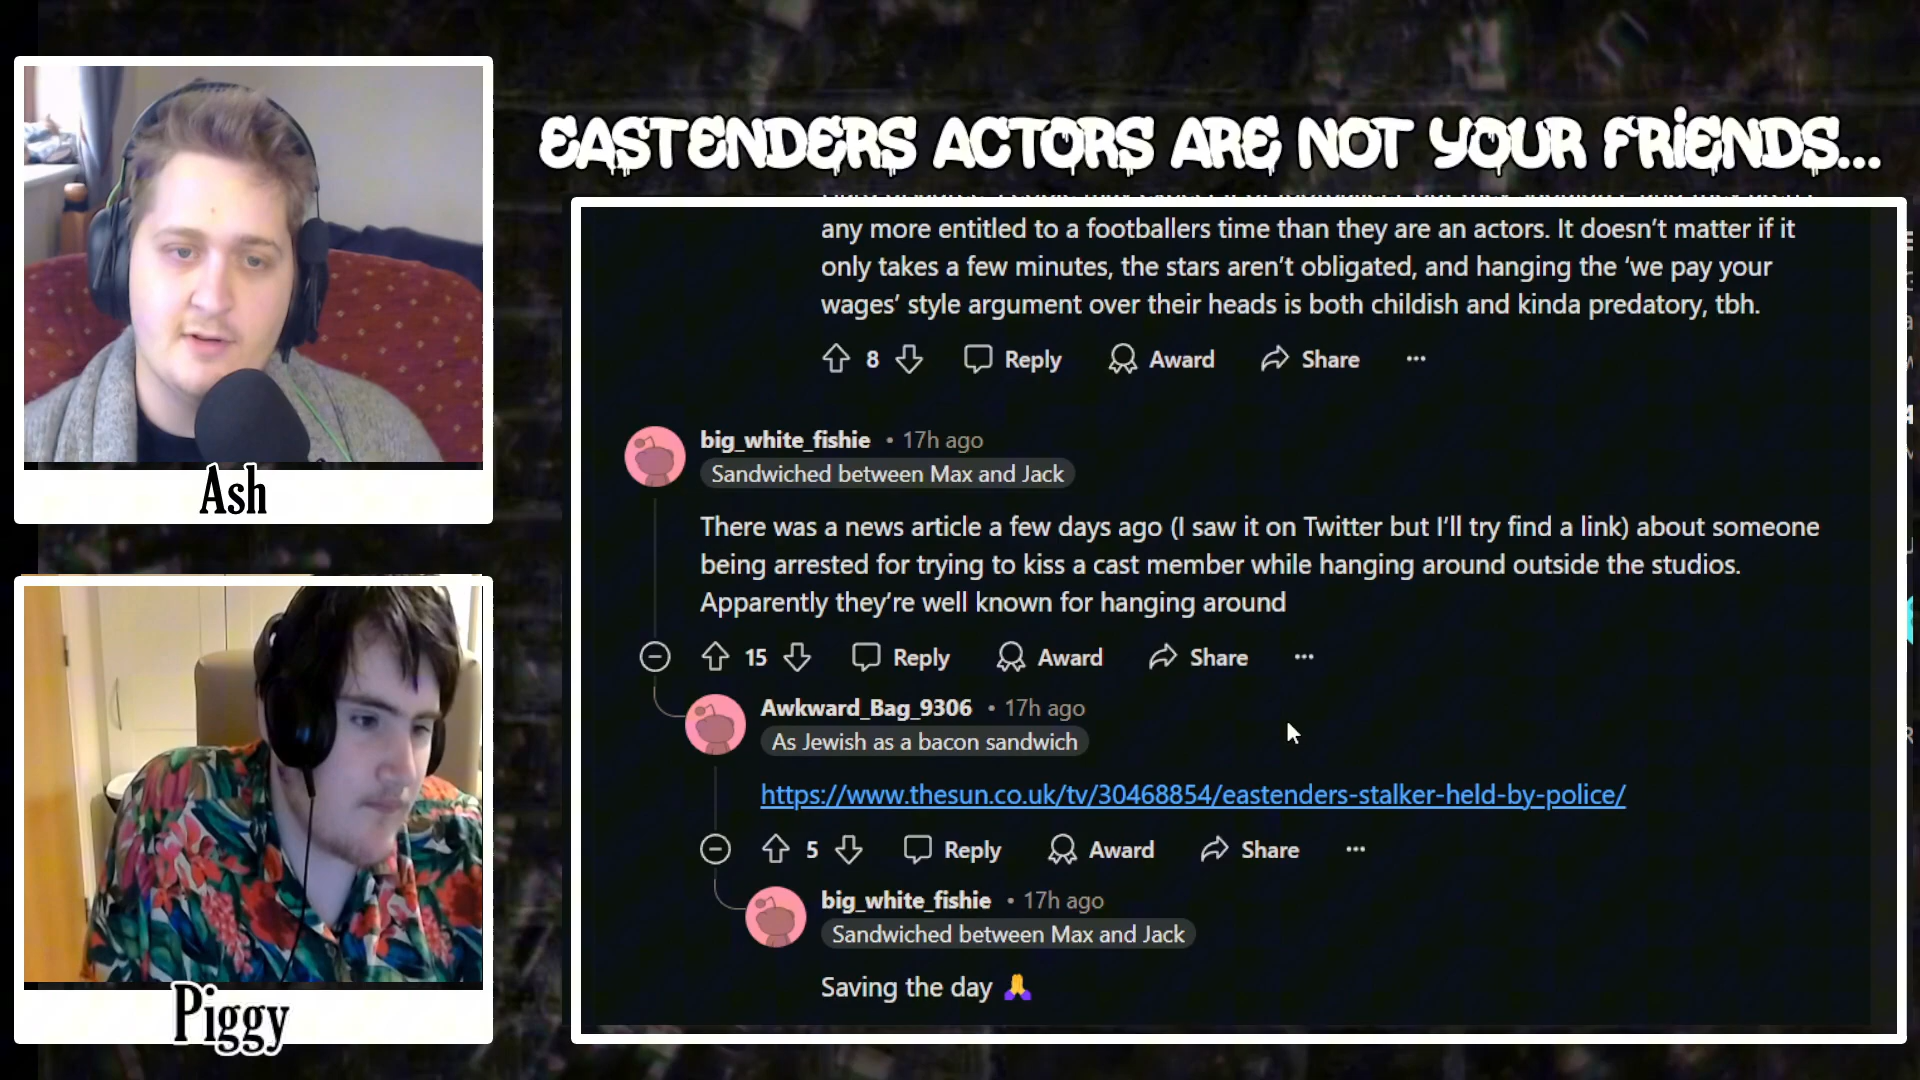 EASTENDERS ACTORS ARE NOT YOUR FRIENDS...
any more entitled to a footballers time than they are an actors. It doesn’t matter if it
only takes a few minutes, the stars aren’t obligated, and hanging the ‘we pay your
wages’ style argument over their heads is both childish and kinda predatory, tbh.
8 Reply Award Share ...
big_white_fishie • 17h ago
Sandwiched between Max and Jack
There was a news article a few days ago (I saw it on Twitter but I’ll try find a link) about someone
being arrested for trying to kiss a cast member while hanging around outside the studios.
Apparently they’re well known for hanging around
15 Reply Award Share ...
Awkward_Bag_9306 • 17h ago
As Jewish as a bacon sandwich
https://www.thesun.co.uk/tv/30468854/eastenders-stalker-held-by-police/
5 Reply Award Share ...
big_white_fishie • 17h ago
Sandwiched between Max and Jack
Saving the day 🙏
Ash
Piggy